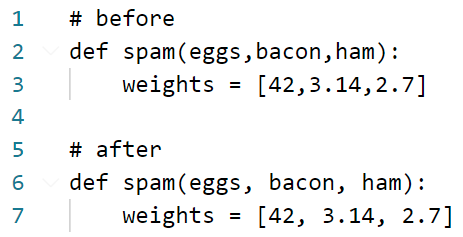 1 # before
2 def spam(eggs,bacon,ham):
3     weights = [42,3.14,2.7]
4
5 # after
6 def spam(eggs, bacon, ham):
7     weights = [42, 3.14, 2.7]